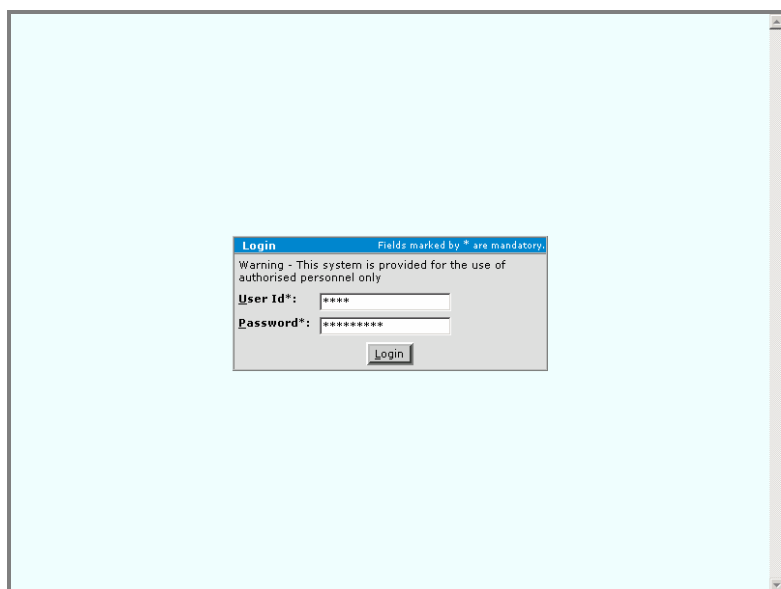 Login Fields marked by * are mandatory.
Warning - This system is provided for the use of
authorised personnel only
User Id*: ****
Password*: *********
Login